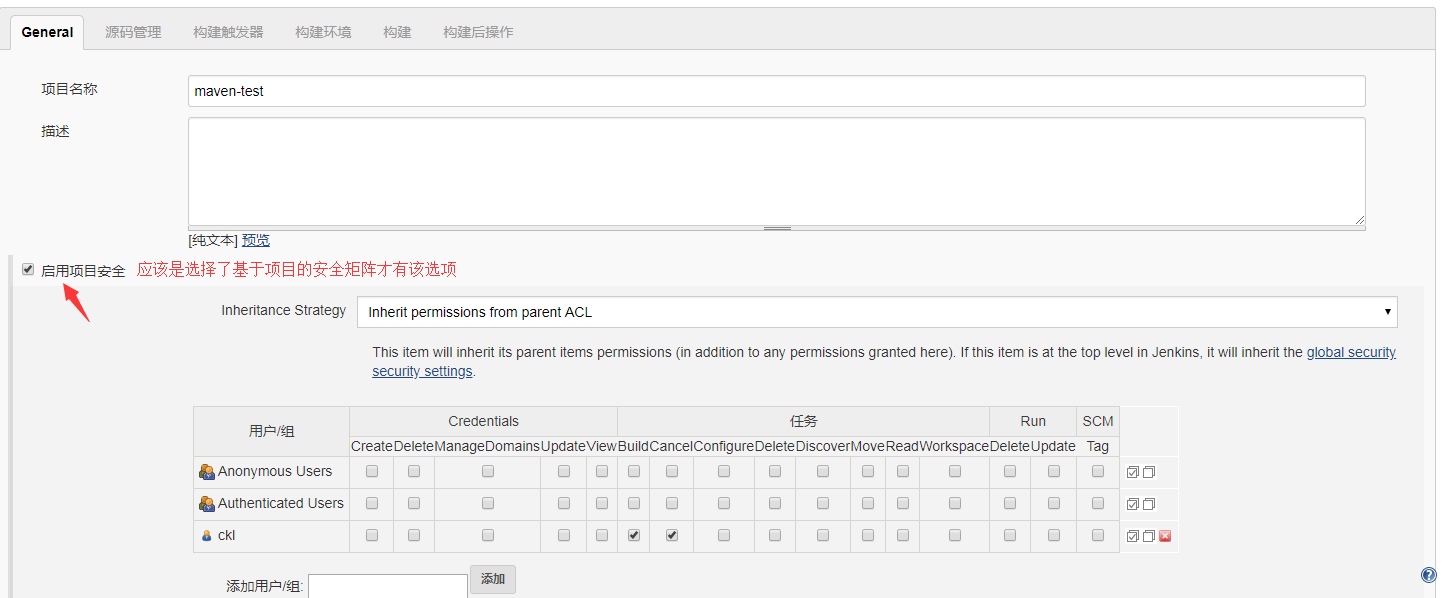 General 源码管理 构建触发器 构建环境 构建 构建后操作
项目名称 maven-test
描述
[纯文本] 预览
启用项目安全 应该是选择了基于项目的安全矩阵才有该选项
Inheritance Strategy Inherit permissions from parent ACL
This item will inherit its parent items permissions (in addition to any permissions granted here). If this item is at the top level in Jenkins, it will inherit the global security
security settings.
用户/组 Credentials 任务 Run SCM
Create Delete ManageDomains Update View Build Cancel Configure Delete Discover Move Read Workspace Delete Update Tag
Anonymous Users
Authenticated Users
ckl
添加用户/组: 添加